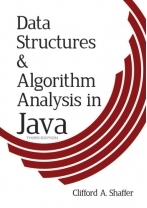 Data
Structures
& Algorithm
Analysis in
Java
THIRD EDITION
Clifford A. Shaffer